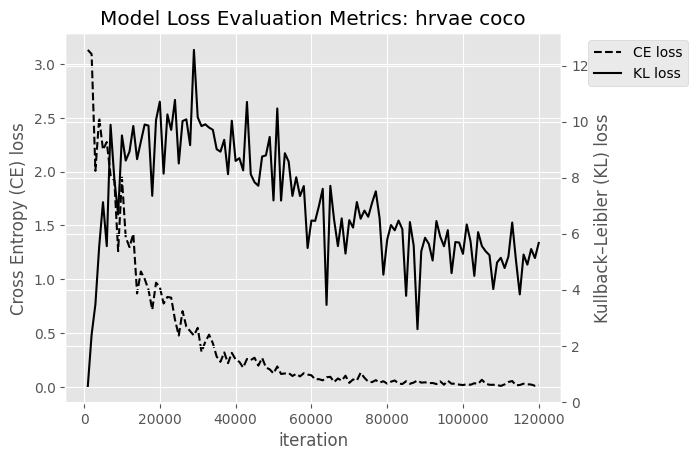 Model Loss Evaluation Metrics: hrvae coco
CE loss
KL loss
Cross Entropy (CE) loss
3.0
2.5
2.0
1.5
1.0
0.5
0.0
12
10
8
6
4
2
0
Kullback–Leibler (KL) loss
0 20000 40000 60000 80000 100000 120000
iteration